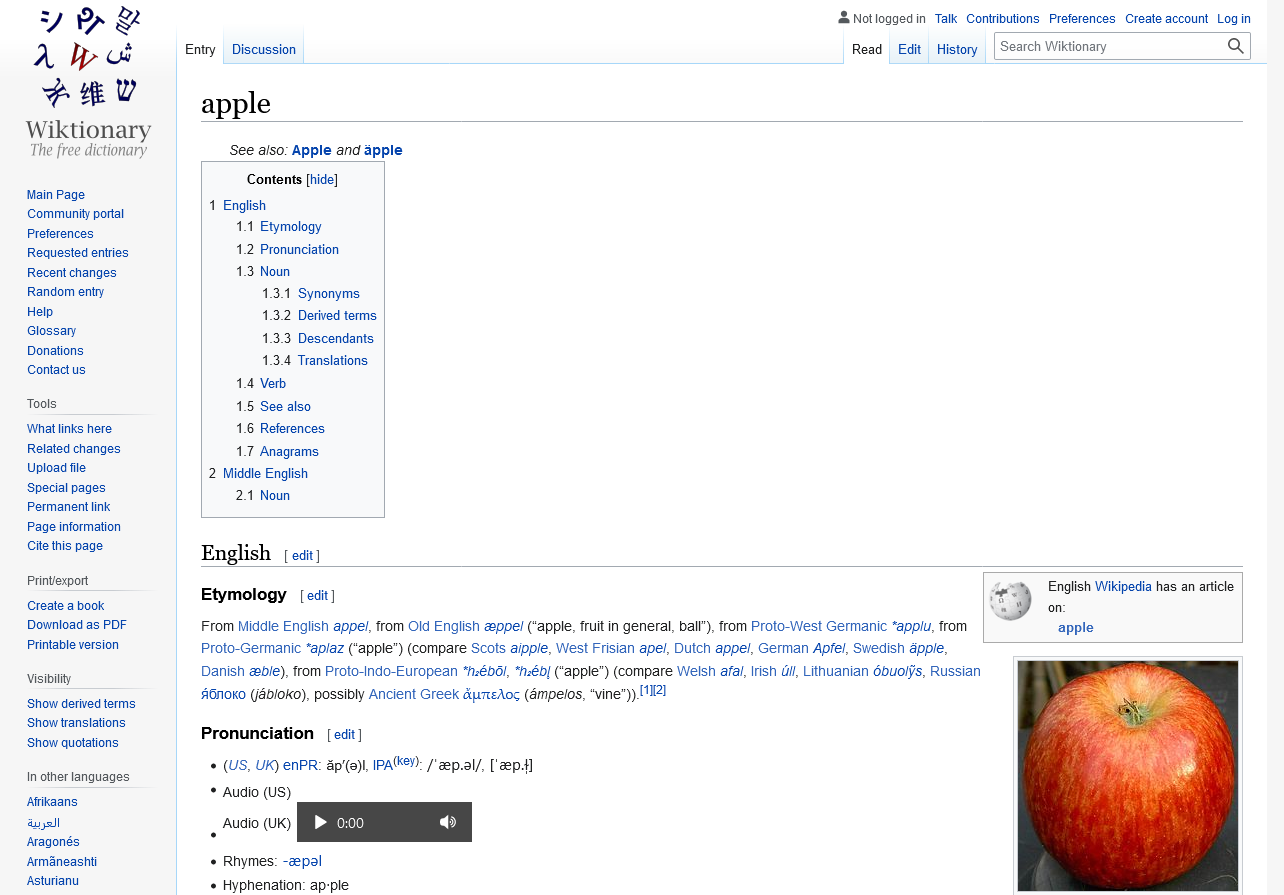 Not logged in Talk Contributions Preferences Create account Log in
Entry Discussion Read Edit History Search Wiktionary
Wiktionary
The free dictionary
Main Page
Community portal
Preferences
Requested entries
Recent changes
Random entry
Help
Glossary
Donations
Contact us
Tools
What links here
Related changes
Upload file
Special pages
Permanent link
Page information
Cite this page
Print/export
Create a book
Download as PDF
Printable version
Visibility
Show derived terms
Show translations
Show quotations
In other languages
Afrikaans
العربية
Aragonés
Armãneashti
Asturianu
apple
See also: Apple and äpple
Contents [hide]
1 English
1.1 Etymology
1.2 Pronunciation
1.3 Noun
1.3.1 Synonyms
1.3.2 Derived terms
1.3.3 Descendants
1.3.4 Translations
1.4 Verb
1.5 See also
1.6 References
1.7 Anagrams
2 Middle English
2.1 Noun
English [ edit ]
English Wikipedia has an article
on:
apple
Etymology [ edit ]
From Middle English appel, from Old English æppel (“apple, fruit in general, ball”), from Proto-West Germanic *applu, from
Proto-Germanic *aplaz (“apple”) (compare Scots aipple, West Frisian apel, Dutch appel, German Apfel, Swedish äpple,
Danish æble), from Proto-Indo-European *h₂ébōl, *h₂ébl̥ (“apple”) (compare Welsh afal, Irish úll, Lithuanian óbuolỹs, Russian
я́блоко (jábloko), possibly Ancient Greek ἄμπελος (ámpelos, “vine”)).[1][2]
Pronunciation [ edit ]
(US, UK) enPR: ăp′(ə)l, IPA(key): /ˈæp.əl/, [ˈæp.ɫ̩]
Audio (US)
Audio (UK) 0:00
Rhymes: -æpəl
Hyphenation: ap‧ple